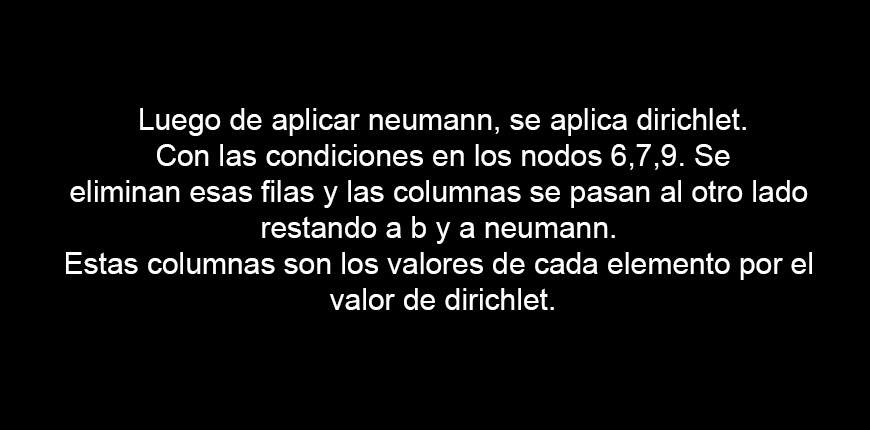 Luego de aplicar neumann, se aplica dirichlet.
Con las condiciones en los nodos 6,7,9. Se
eliminan esas filas y las columnas se pasan al otro lado
restando a b y a neumann.
Estas columnas son los valores de cada elemento por el
valor de dirichlet.